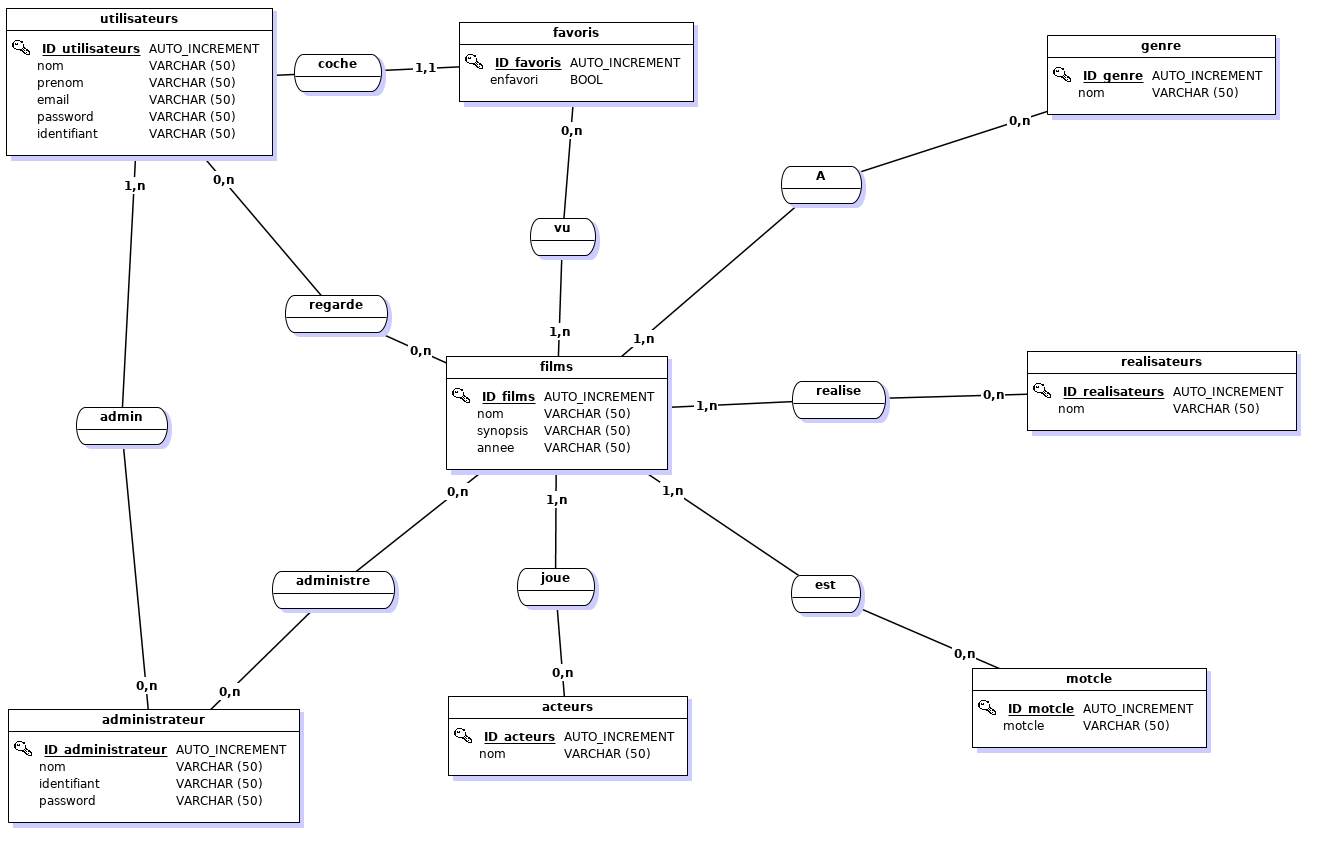 utilisateurs
ID_utilisateurs AUTO_INCREMENT
nom VARCHAR (50)
prenom VARCHAR (50)
email VARCHAR (50)
password VARCHAR (50)
identifiant VARCHAR (50)
coche
1,1
favoris
ID_favoris AUTO_INCREMENT
enfavori BOOL
genre
ID_genre AUTO_INCREMENT
nom VARCHAR (50)
0,n
0,n
A
1,n
0,n
vu
regarde
1,n
1,n
0,n
films
ID_films AUTO_INCREMENT
nom VARCHAR (50)
synopsis VARCHAR (50)
annee VARCHAR (50)
1,n
realise
0,n
realisateurs
ID_realisateurs AUTO_INCREMENT
nom VARCHAR (50)
admin
0,n
1,n
1,n
administre
joue
est
0,n
0,n
0,n
0,n
administrateur
ID_administrateur AUTO_INCREMENT
nom VARCHAR (50)
identifiant VARCHAR (50)
password VARCHAR (50)
acteurs
ID_acteurs AUTO_INCREMENT
nom VARCHAR (50)
motcle
ID_motcle AUTO_INCREMENT
motcle VARCHAR (50)